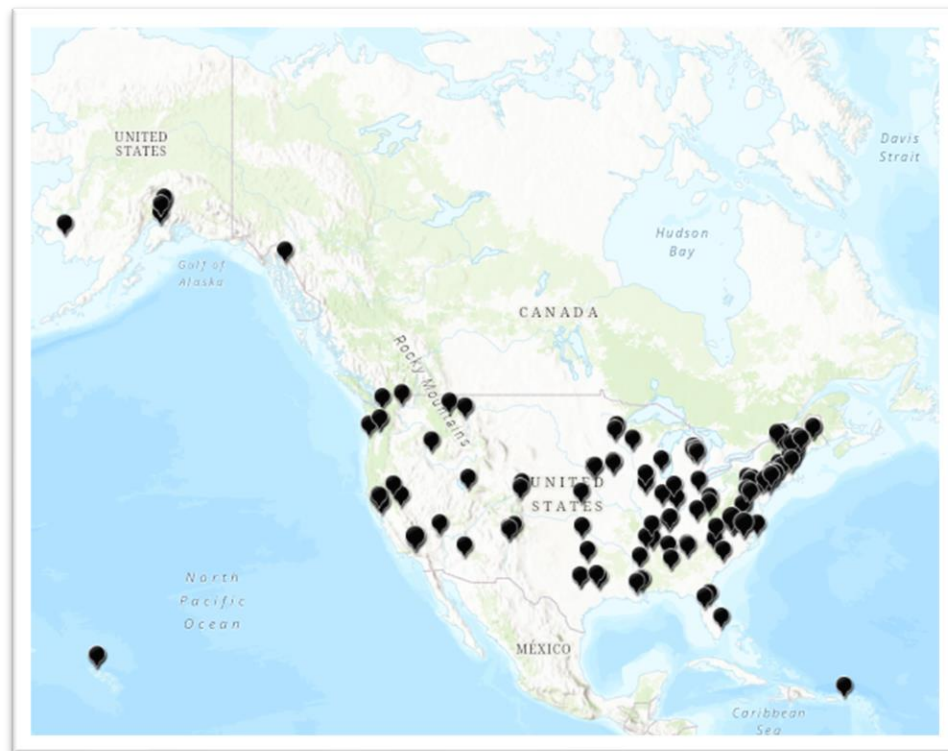 UNITED
STATES
Davis
Strait
Hudson
Bay
Gulf of
Alaska
CANADA
Rocky Mountains
UNITED
STATES
North
Pacific
Ocean
MÉXICO
Caribbean
Sea